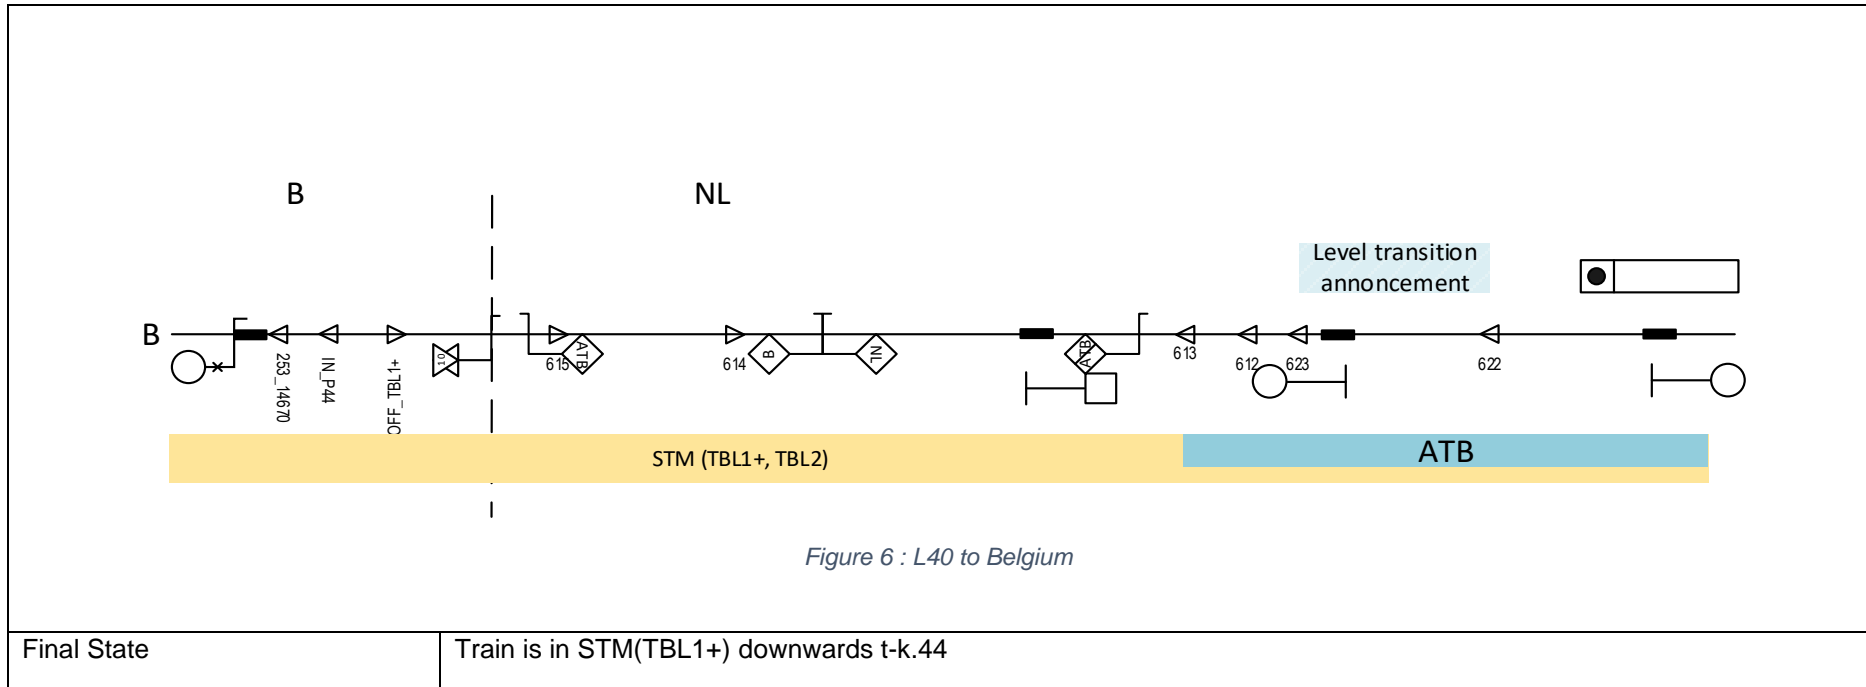 B
NL
Level transition
annoncement
B
253_14670
IN_P44
OFF_TBL1+
10
615
ATB
614
B
NL
ATB
613
612
623
622
STM (TBL1+, TBL2)
ATB
Figure 6 : L40 to Belgium
Final State
Train is in STM(TBL1+) downwards t-k.44